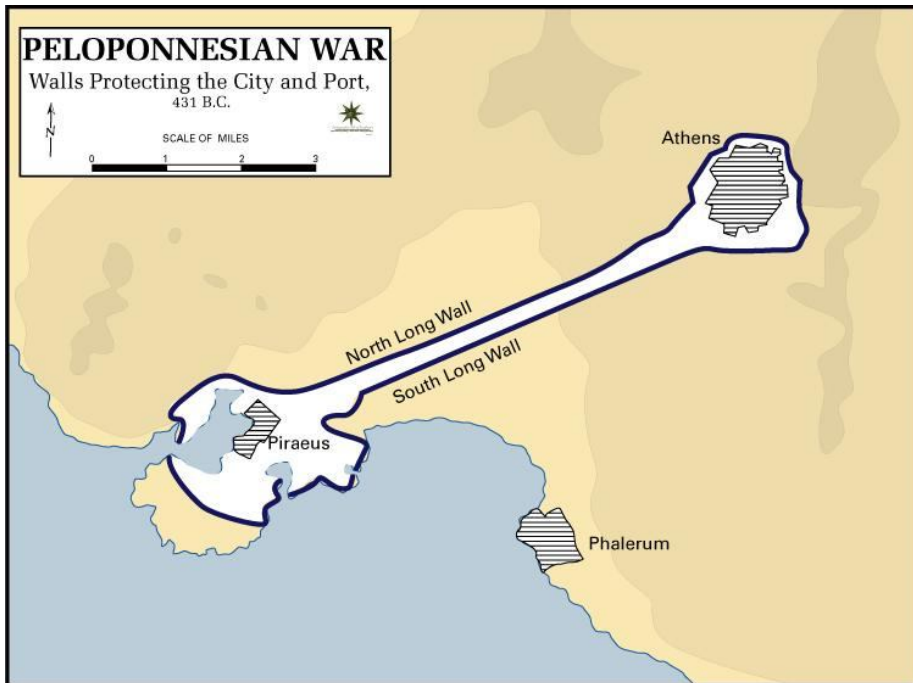 PELOPONNESIAN WAR
Walls Protecting the City and Port,
431 B.C.
N
SCALE OF MILES
0 1 2 3
Athens
North Long Wall
South Long Wall
Piraeus
Phalerum